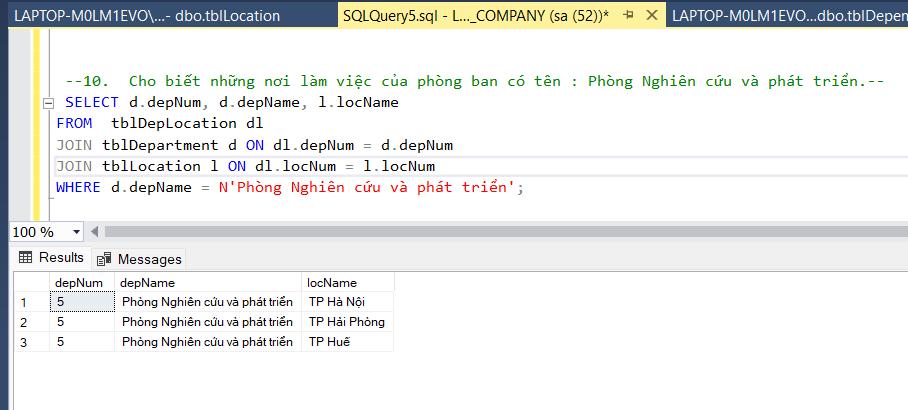 LAPTOP-M0LM1EVO\...- dbo.tblLocation
SQLQuery5.sql - L..._COMPANY (sa (52))*
LAPTOP-M0LM1EVO...dbo.tblDepar
--10.  Cho biết những nơi làm việc của phòng ban có tên : Phòng Nghiên cứu và phát triển.--
SELECT d.depNum, d.depName, l.locName
FROM  tblDepLocation dl
JOIN tblDepartment d ON dl.depNum = d.depNum
JOIN tblLocation l ON dl.locNum = l.locNum
WHERE d.depName = N'Phòng Nghiên cứu và phát triển';
100 %
Results Messages
depNum depName locName
1 5 Phòng Nghiên cứu và phát triển TP Hà Nội
2 5 Phòng Nghiên cứu và phát triển TP Hải Phòng
3 5 Phòng Nghiên cứu và phát triển TP Huế